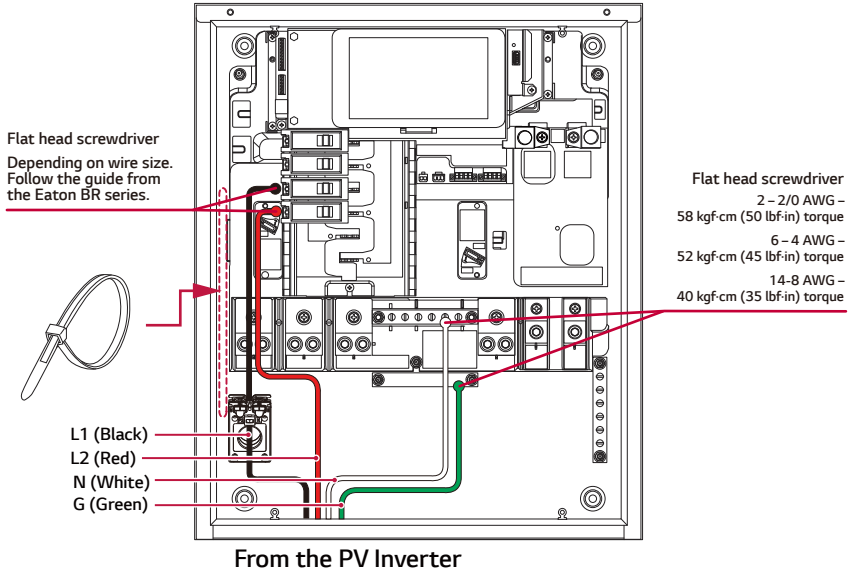 Flat head screwdriver
Depending on wire size.
Follow the guide from
the Eaton BR series.
Flat head screwdriver
2 – 2/0 AWG –
58 kgf·cm (50 lbf·in) torque
6 – 4 AWG –
52 kgf·cm (45 lbf·in) torque
14-8 AWG –
40 kgf·cm (35 lbf·in) torque
L1 (Black)
L2 (Red)
N (White)
G (Green)
From the PV Inverter